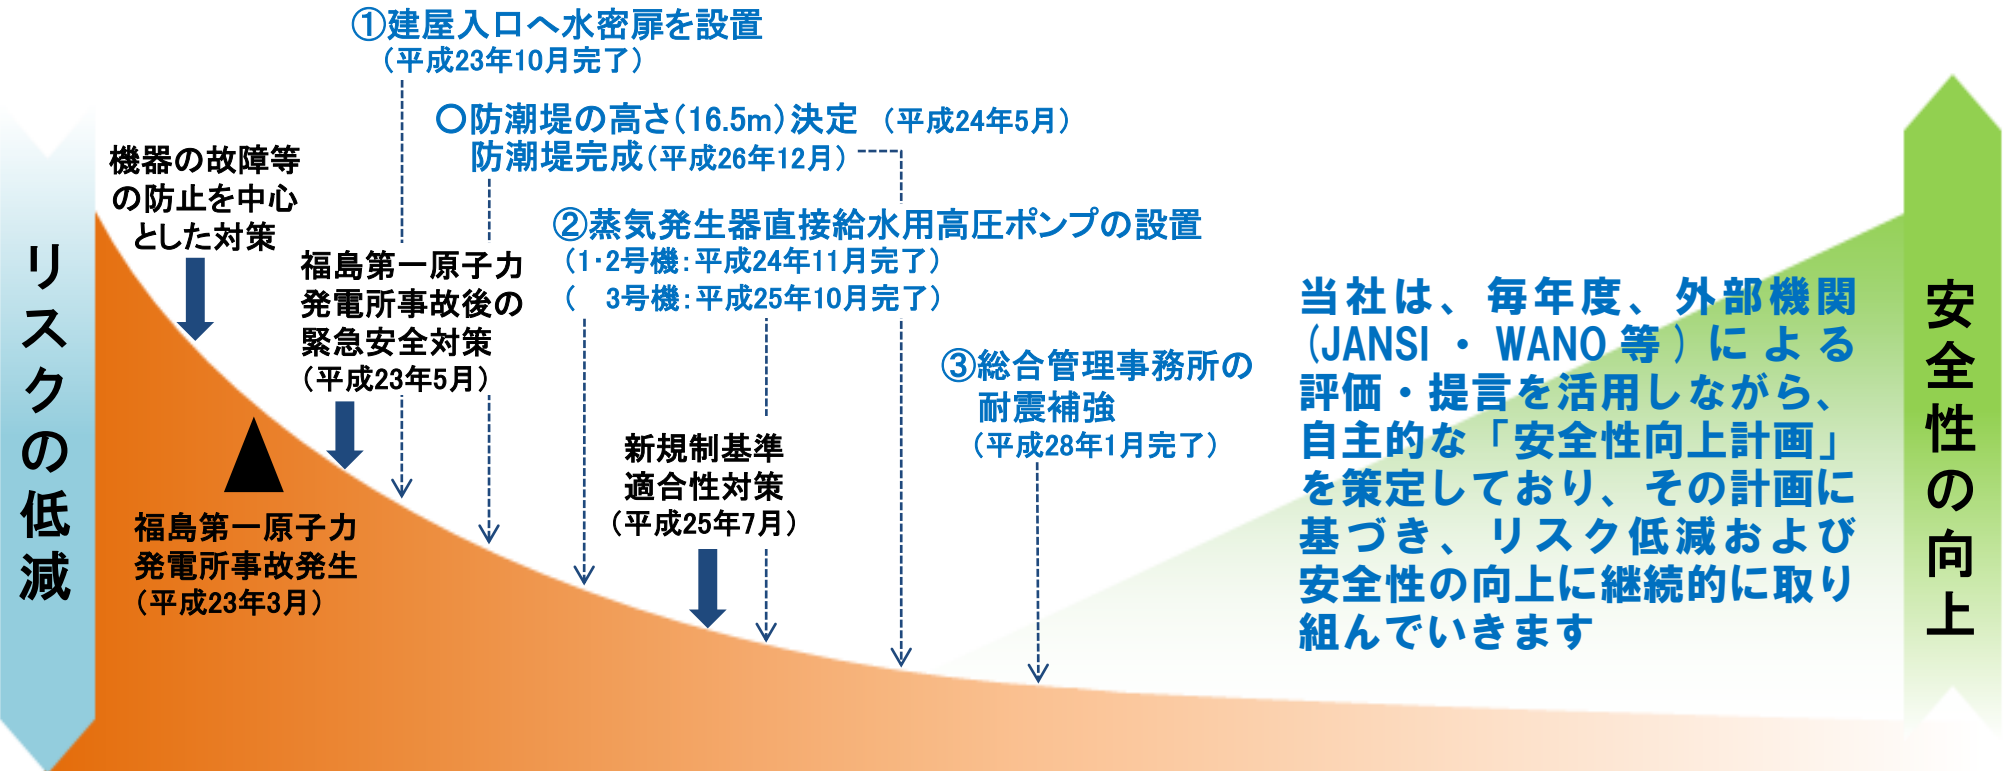 ①建屋入口へ水密扉を設置
（平成23年10月完了）
〇防潮堤の高さ（16.5m）決定 （平成24年5月）
防潮堤完成（平成26年12月）
機器の故障等
の防止を中心
とした対策
②蒸気発生器直接給水用高圧ポンプの設置
（1・2号機：平成24年11月完了）
（　3号機：平成25年10月完了）
福島第一原子力
発電所事故後の
緊急安全対策
（平成23年5月）
リスクの低減
③総合管理事務所の
耐震補強
（平成28年1月完了）
新規制基準
適合性対策
（平成25年7月）
福島第一原子力
発電所事故発生
（平成23年3月）
当社は、毎年度、外部機関
（JANSI ・ WANO 等）による
評価・提言を活用しながら、
自主的な「安全性向上計画」
を策定しており、その計画に
基づき、リスク低減および
安全性の向上に継続的に取り
組んでいきます
安全性の向上